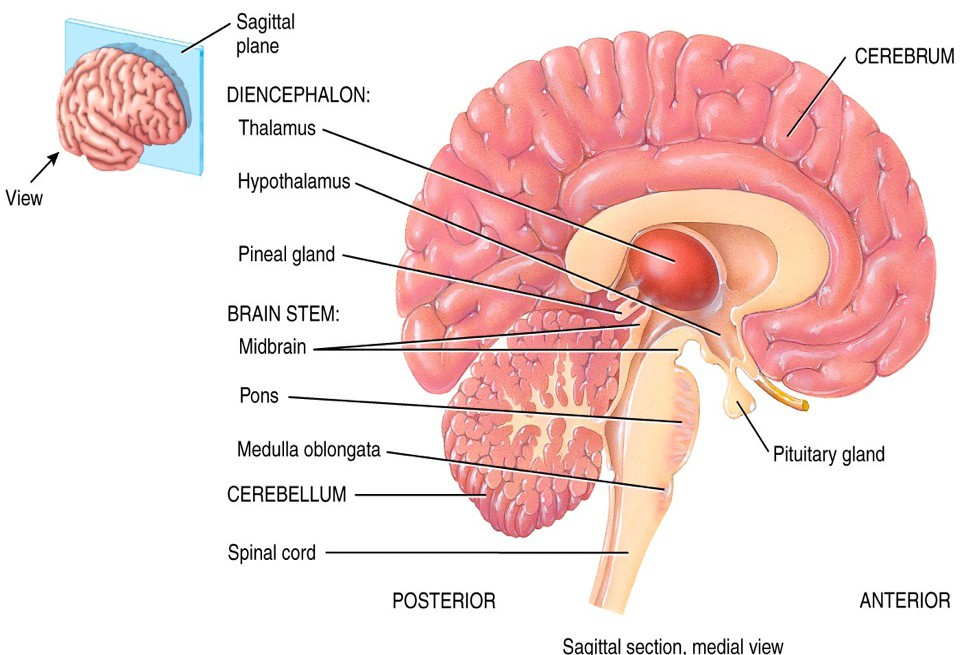 Sagittal
plane
View
DIENCEPHALON:
Thalamus
Hypothalamus
Pineal gland
BRAIN STEM:
Midbrain
Pons
Medulla oblongata
CEREBELLUM
Spinal cord
CEREBRUM
Pituitary gland
POSTERIOR
ANTERIOR
Sagittal section, medial view